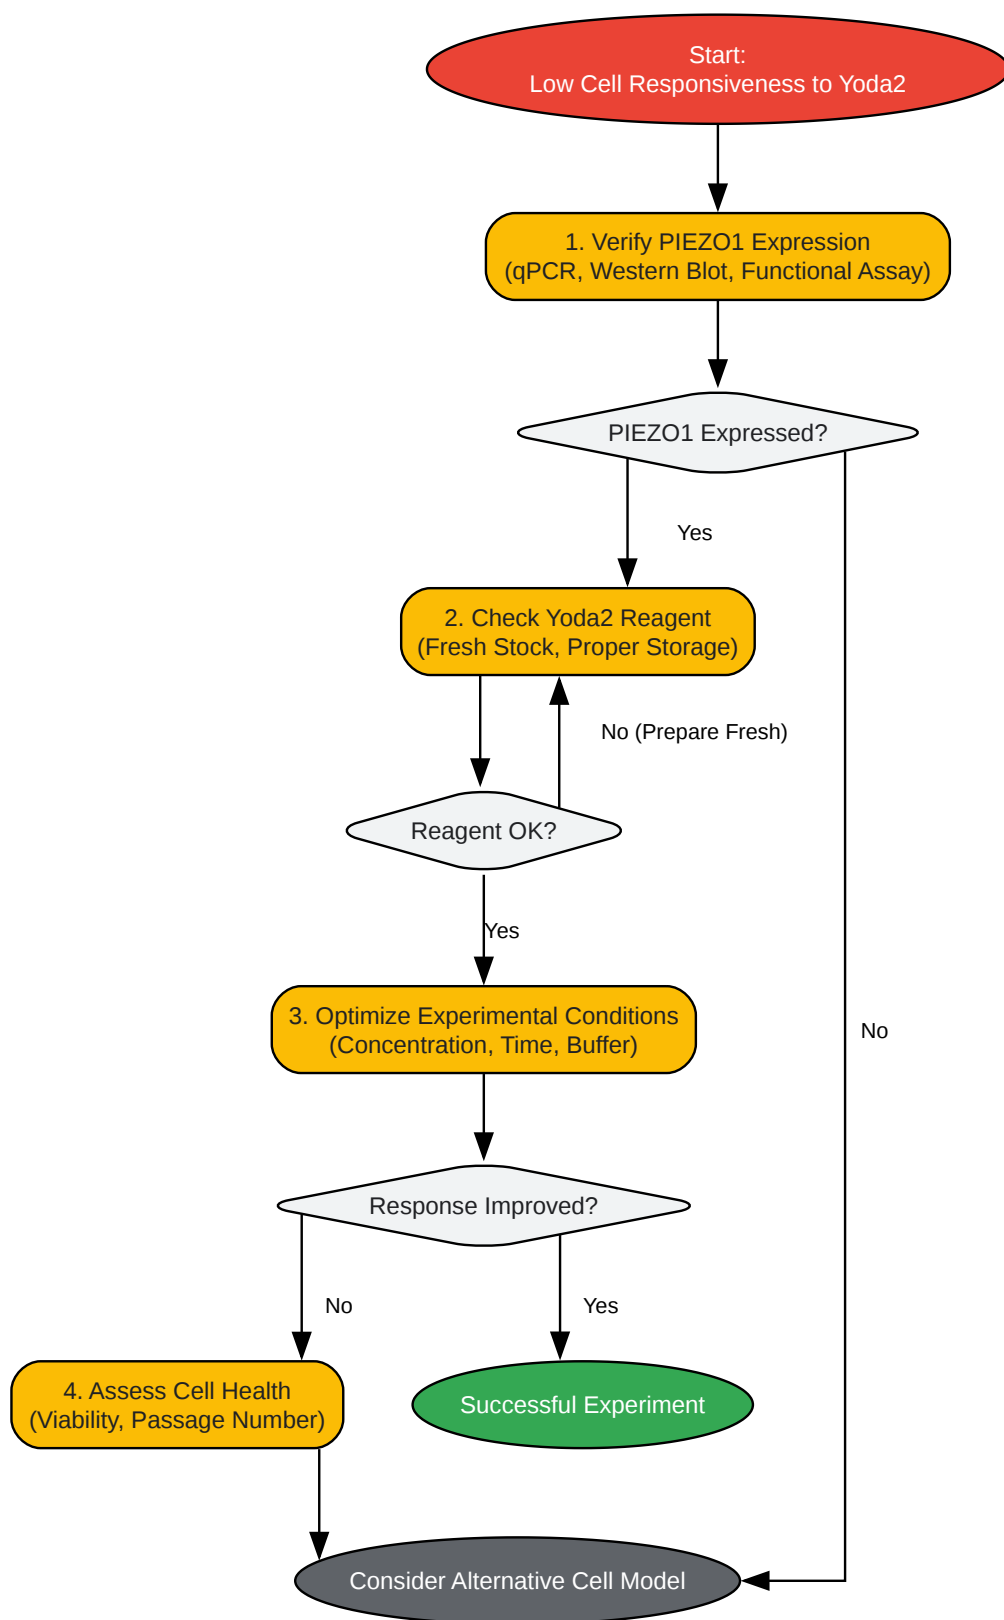 Start:
Low Cell Responsiveness to Yoda2
1. Verify PIEZO1 Expression
(qPCR, Western Blot, Functional Assay)
PIEZO1 Expressed?
Yes
2. Check Yoda2 Reagent
(Fresh Stock, Proper Storage)
No (Prepare Fresh)
Reagent OK?
Yes
3. Optimize Experimental Conditions
(Concentration, Time, Buffer)
No
Response Improved?
No
Yes
4. Assess Cell Health
(Viability, Passage Number)
Successful Experiment
Consider Alternative Cell Model